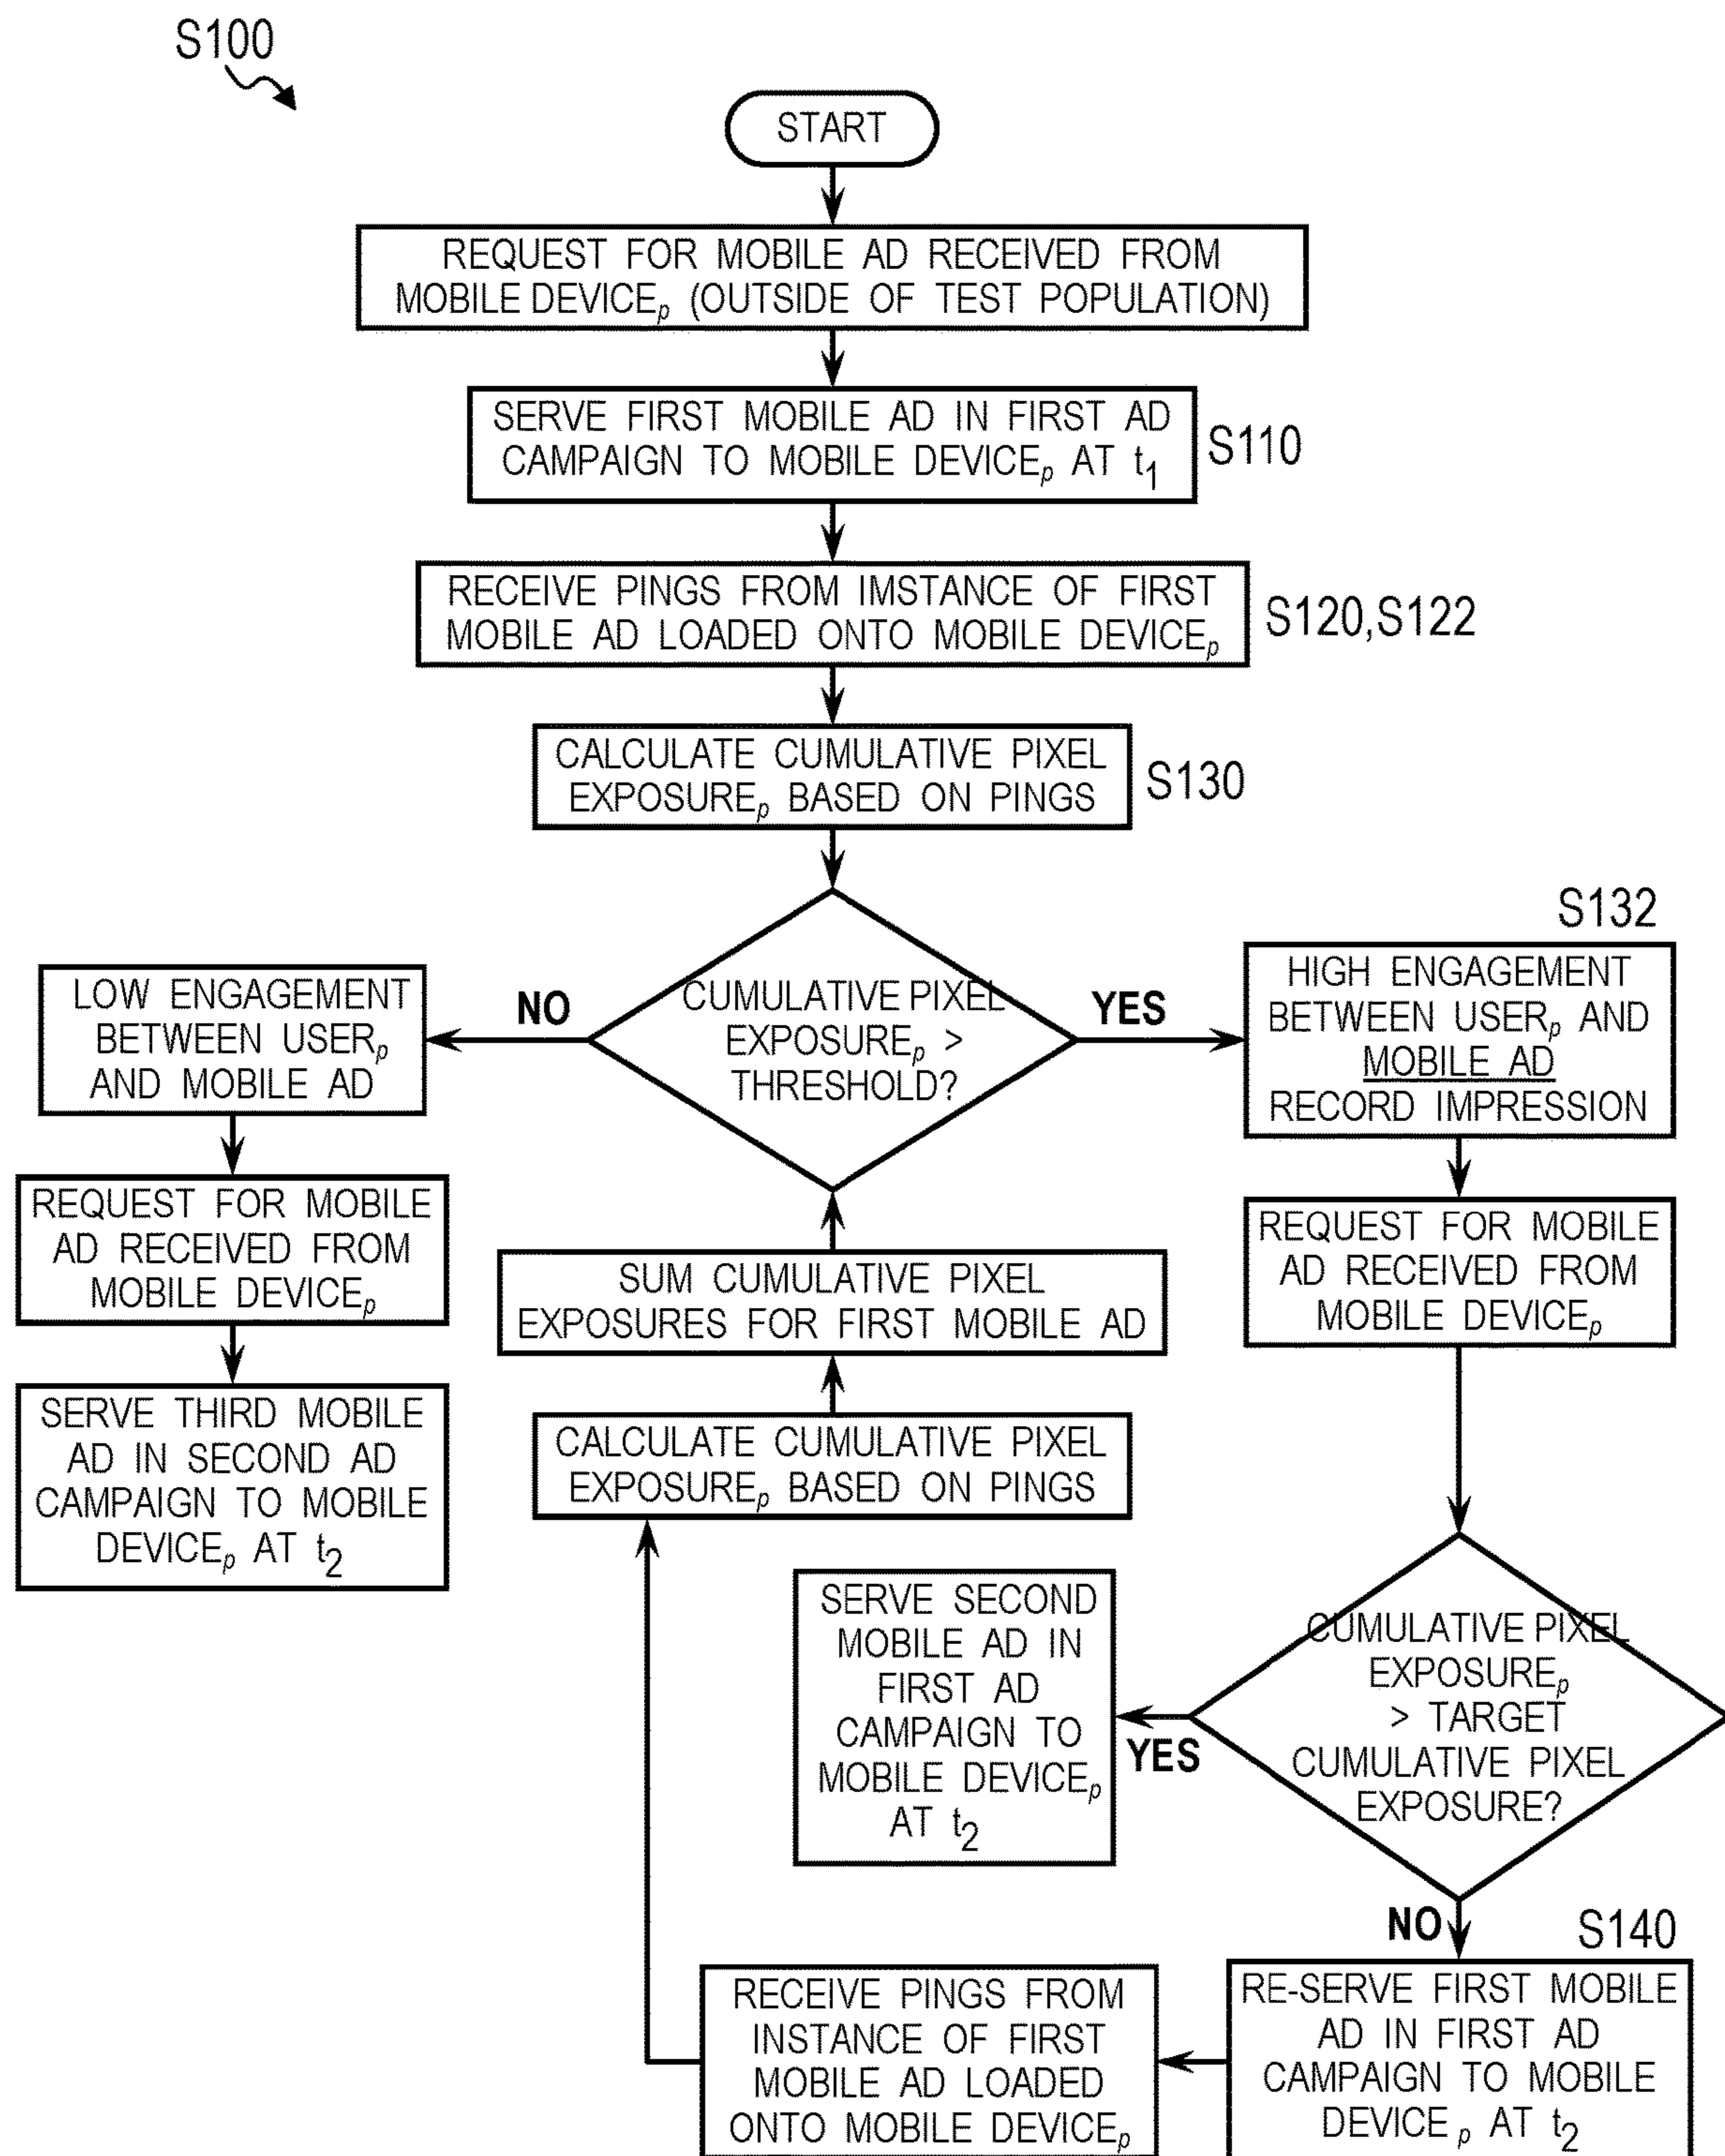 S100
START
REQUEST FOR MOBILE AD RECEIVED FROM
MOBILE DEVICEp (OUTSIDE OF TEST POPULATION)
SERVE FIRST MOBILE AD IN FIRST AD
CAMPAIGN TO MOBILE DEVICEp AT t1
S110
RECEIVE PINGS FROM IMSTANCE OF FIRST
MOBILE AD LOADED ONTO MOBILE DEVICEp
S120,S122
CALCULATE CUMULATIVE PIXEL
EXPOSUREp BASED ON PINGS
S130
CUMULATIVE PIXEL
EXPOSUREp >
THRESHOLD?
NO
LOW ENGAGEMENT
BETWEEN USERp
AND MOBILE AD
REQUEST FOR MOBILE
AD RECEIVED FROM
MOBILE DEVICEp
SERVE THIRD MOBILE
AD IN SECOND AD
CAMPAIGN TO MOBILE
DEVICEp AT t2
YES
S132
HIGH ENGAGEMENT
BETWEEN USERp AND
MOBILE AD
RECORD IMPRESSION
REQUEST FOR MOBILE
AD RECEIVED FROM
MOBILE DEVICEp
CUMULATIVE PIXEL
EXPOSUREp
> TARGET
CUMULATIVE PIXEL
EXPOSURE?
YES
SERVE SECOND
MOBILE AD IN
FIRST AD
CAMPAIGN TO
MOBILE DEVICEp
AT t2
NO
S140
RE-SERVE FIRST MOBILE
AD IN FIRST AD
CAMPAIGN TO MOBILE
DEVICE p AT t2
RECEIVE PINGS FROM
INSTANCE OF FIRST
MOBILE AD LOADED
ONTO MOBILE DEVICEp
CALCULATE CUMULATIVE PIXEL
EXPOSUREp BASED ON PINGS
SUM CUMULATIVE PIXEL
EXPOSURES FOR FIRST MOBILE AD